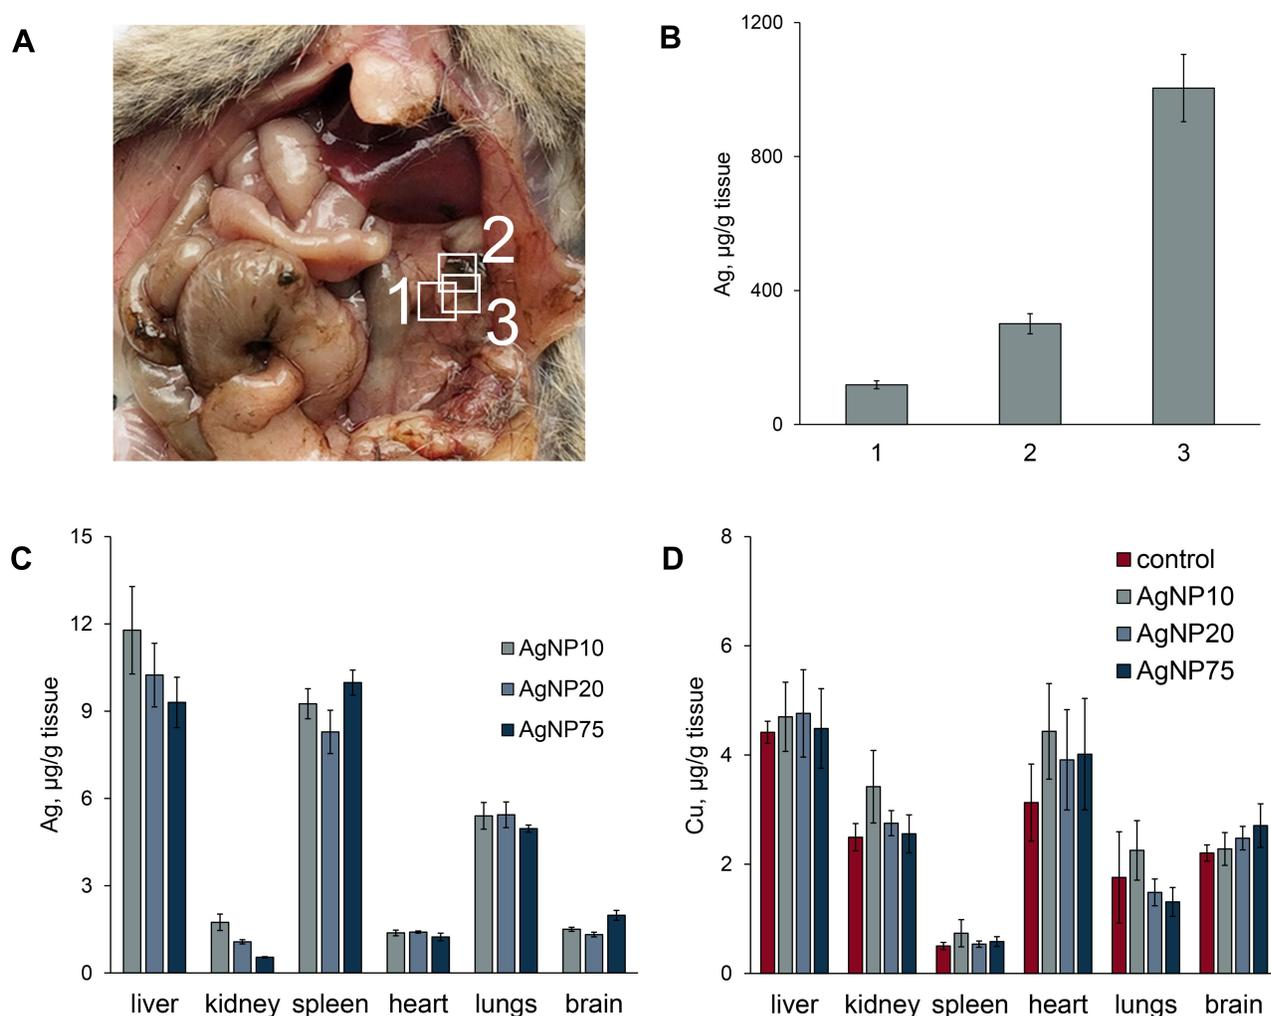 A
1
2
3
B
Ag, µg/g tissue
1200
800
400
0
1 2 3
C
Ag, µg/g tissue
15
12
9
6
3
0
AgNP10
AgNP20
AgNP75
liver kidney spleen heart lungs brain
D
Cu, µg/g tissue
8
6
4
2
0
control
AgNP10
AgNP20
AgNP75
liver kidney spleen heart lungs brain